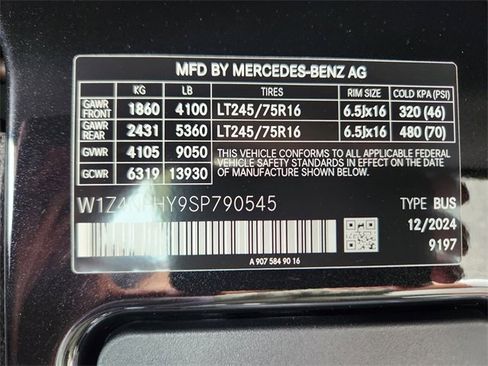 MFD BY MERCEDES-BENZ AG
KG LB TIRES RIM SIZE COLD KPA (PSI)
GAWR FRONT 1860 4100 LT245/75R16 6.5Jx16 320 (46)
GAWR REAR 2431 5360 LT245/75R16 6.5Jx16 480 (70)
GVWR 4105 9050 THIS VEHICLE CONFORMS TO ALL APPLICABLE
GCWR 6319 13930 FEDERAL MOTOR VEHICLE SAFETY STANDARDS IN EFFECT
ON THE DATE OF MANUFACTURE SHOWN
TYPE BUS
12/2024
9197
A 907 584 90 16